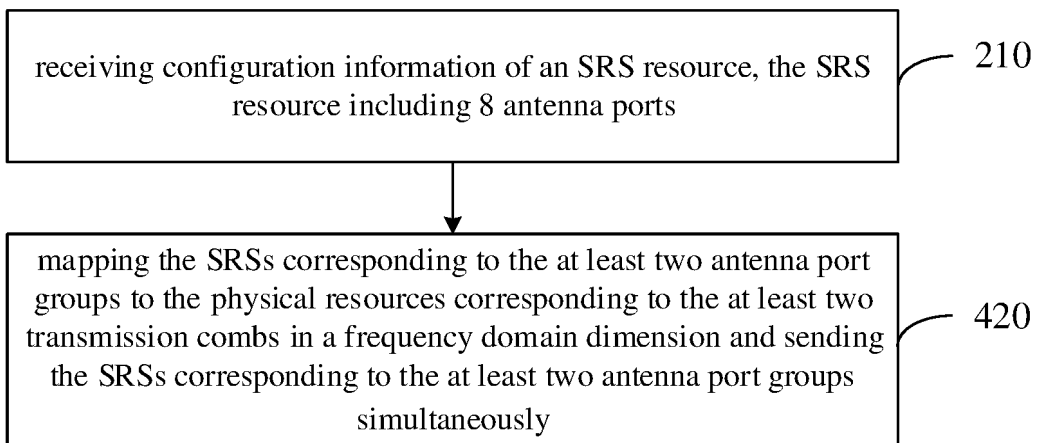 receiving configuration information of an SRS resource, the SRS
resource including 8 antenna ports
210
mapping the SRSs corresponding to the at least two antenna port
groups to the physical resources corresponding to the at least two
transmission combs in a frequency domain dimension and sending
the SRSs corresponding to the at least two antenna port groups
simultaneously
420